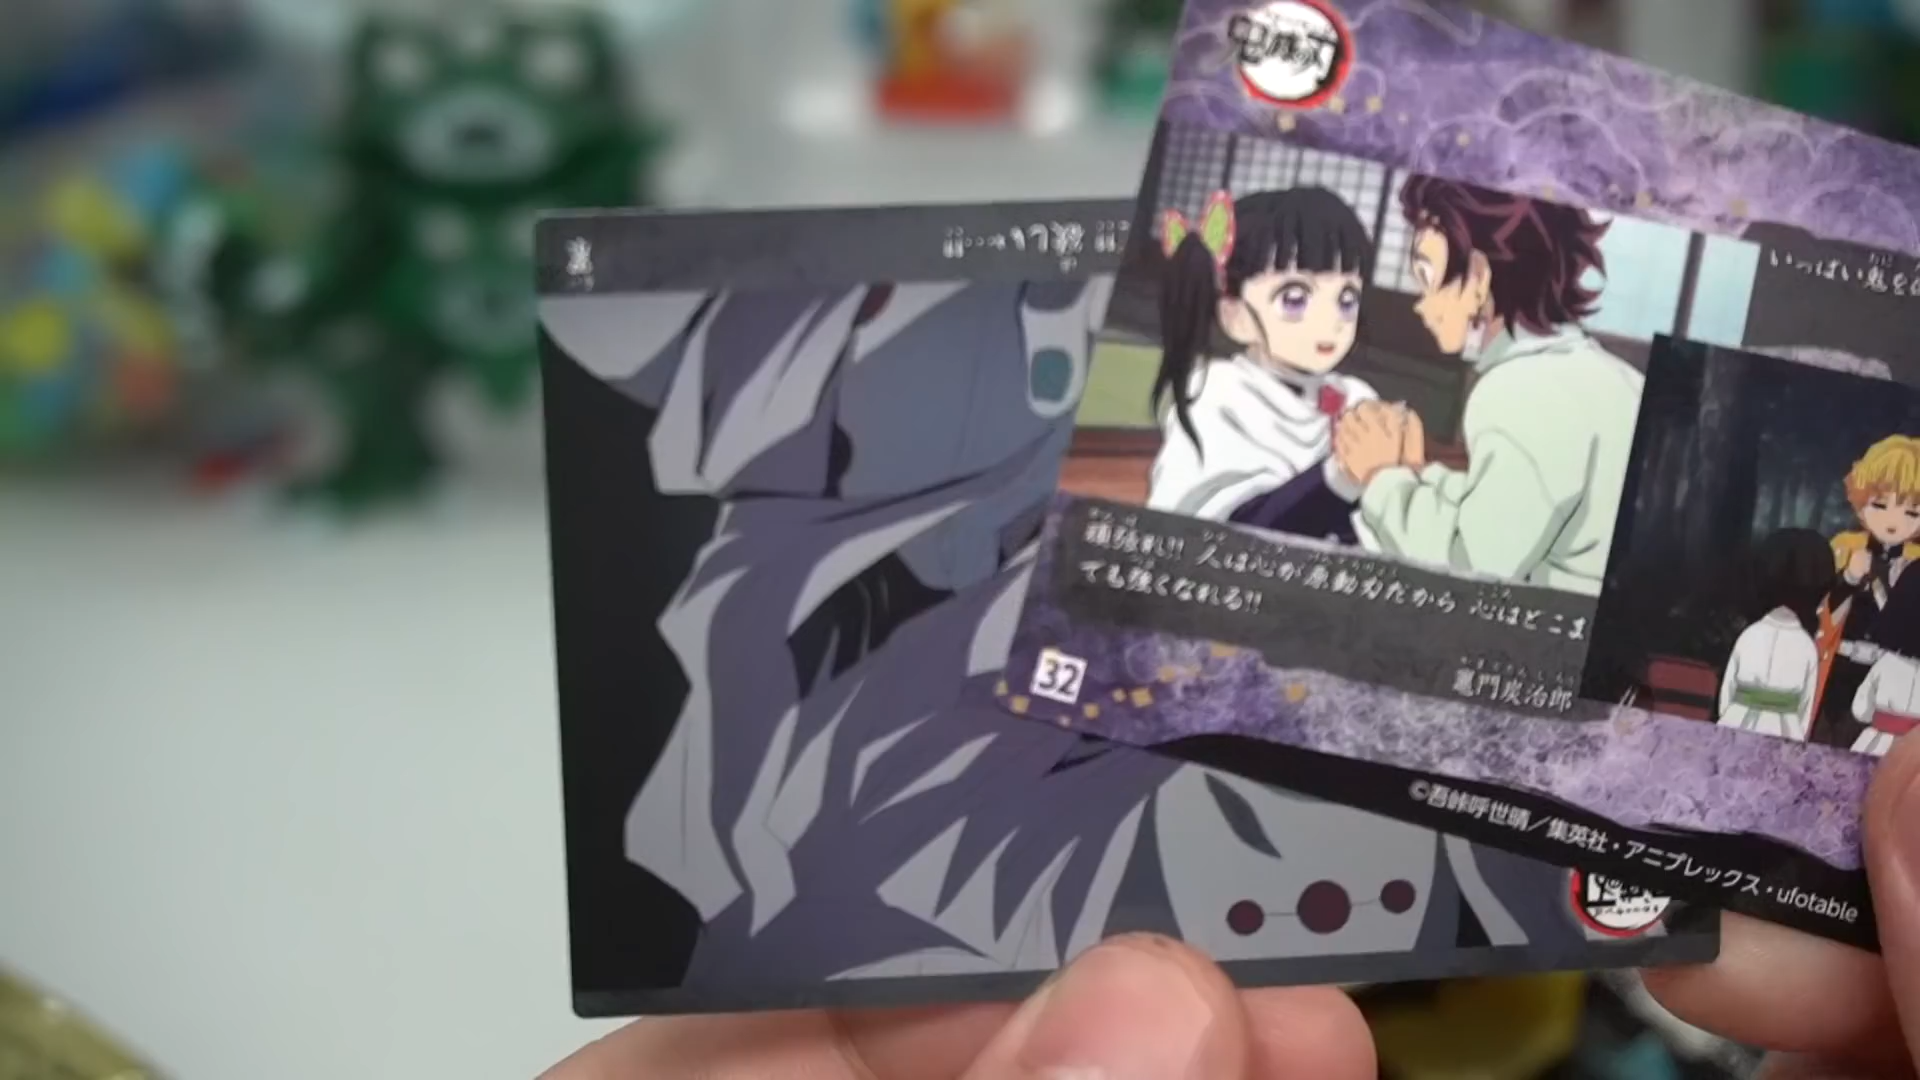 鬼滅の刃
いっぱい鬼を
頑張れ!! 人は心が原動力だから 心はどこま
でも強くなれる!!
竈門炭治郎
32
©吾峠呼世晴/集英社・アニプレックス・ufotable